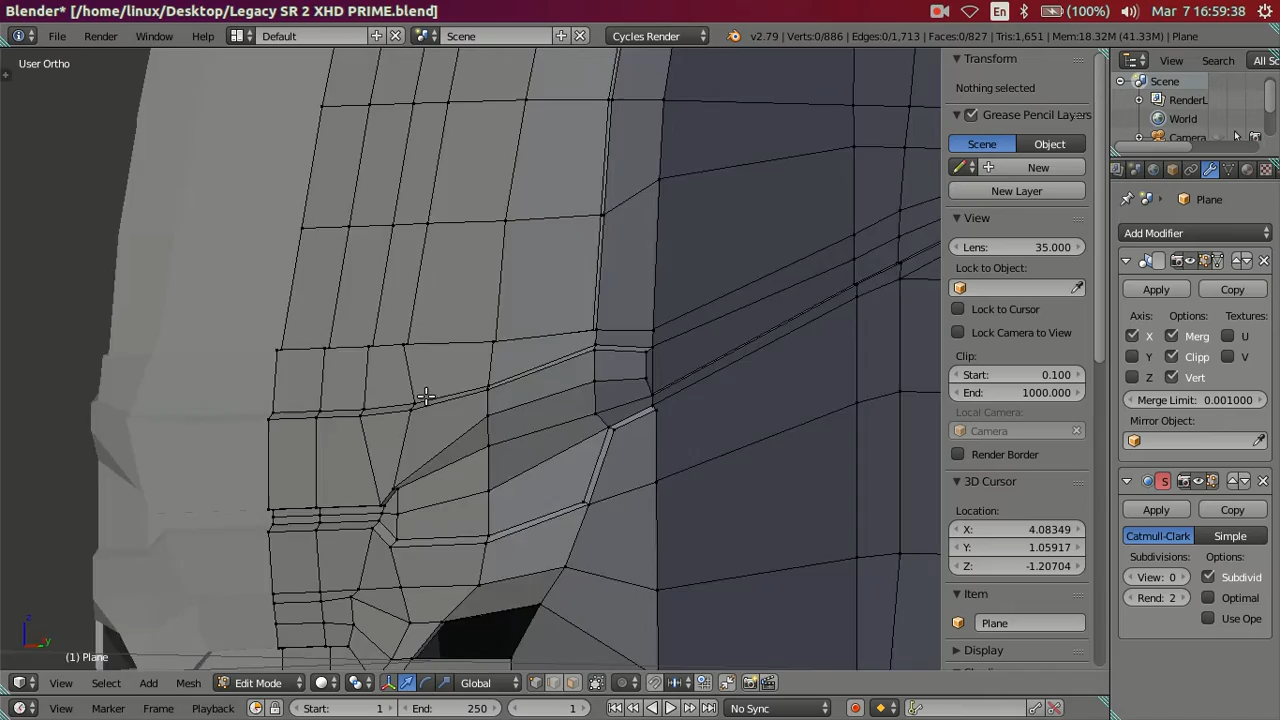 Blender* [/home/linux/Desktop/Legacy SR 2 XHD PRIME.blend]
En
(100%)
Mar 7 16:59:38
File
Render
Window
Help
Default
Scene
Cycles Render
v2.79 | Verts:0/886 | Edges:0/1,713 | Faces:0/827 | Tris:1,651 | Mem:18.32M (41.33M) | Plane
User Ortho
Transform
Nothing selected
Grease Pencil Layers
Scene
Object
New
New Layer
View
Lens:
35.000
Lock to Object:
Lock to Cursor
Lock Camera to View
Clip:
Start:
0.100
End:
1000.000
Local Camera:
Camera
Render Border
3D Cursor
Location:
X:
4.08349
Y:
1.05917
Z:
-1.20704
Item
Plane
Display
View
Search
All Sc
Scene
RenderL
World
Camera
Plane
Add Modifier
Apply
Copy
Axis:
Options:
Textures:
X
Merg
U
Y
Clipp
V
Z
Vert
Merge Limit:
0.001000
Mirror Object:
S
Apply
Copy
Catmull-Clark
Simple
Subdivisions:
Options:
View: 0
Subdivid
Rend: 2
Optimal
Use Ope
z
y
(1) Plane
View
Select
Add
Mesh
Edit Mode
Global
View
Marker
Frame
Playback
Start:
1
End:
250
1
No Sync